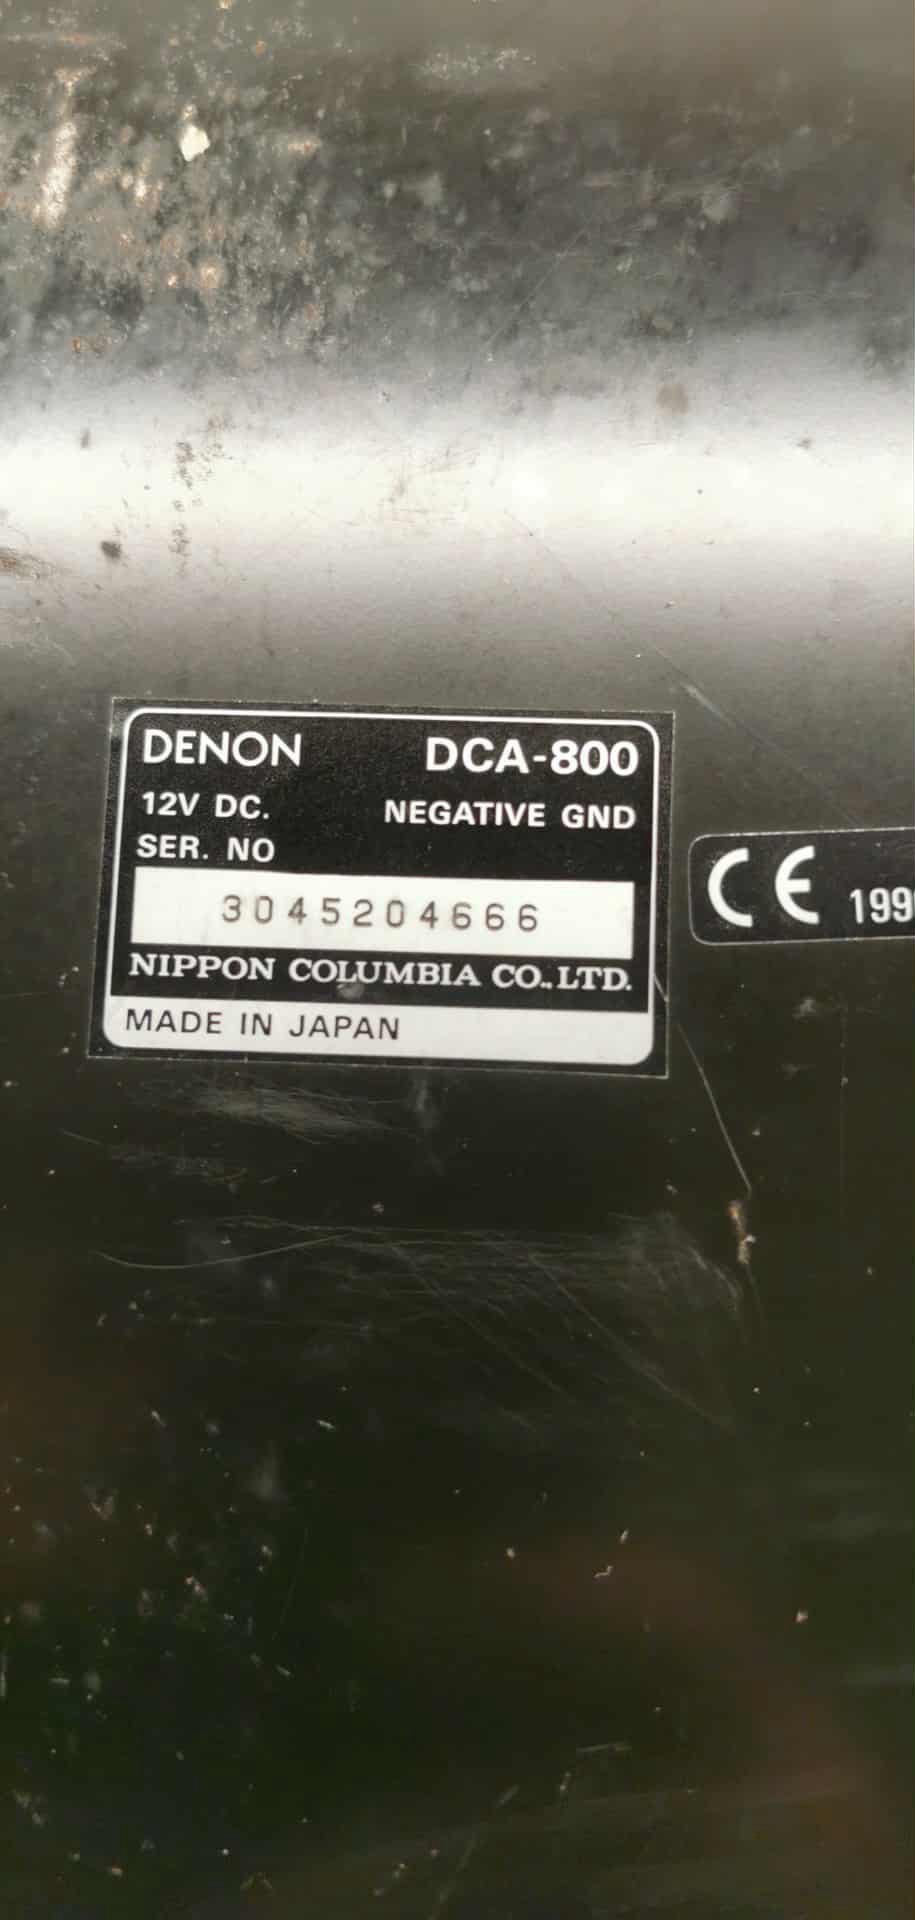 DENON DCA-800
12V DC. NEGATIVE GND
SER. NO
3045204666
NIPPON COLUMBIA CO.,LTD.
MADE IN JAPAN
CE